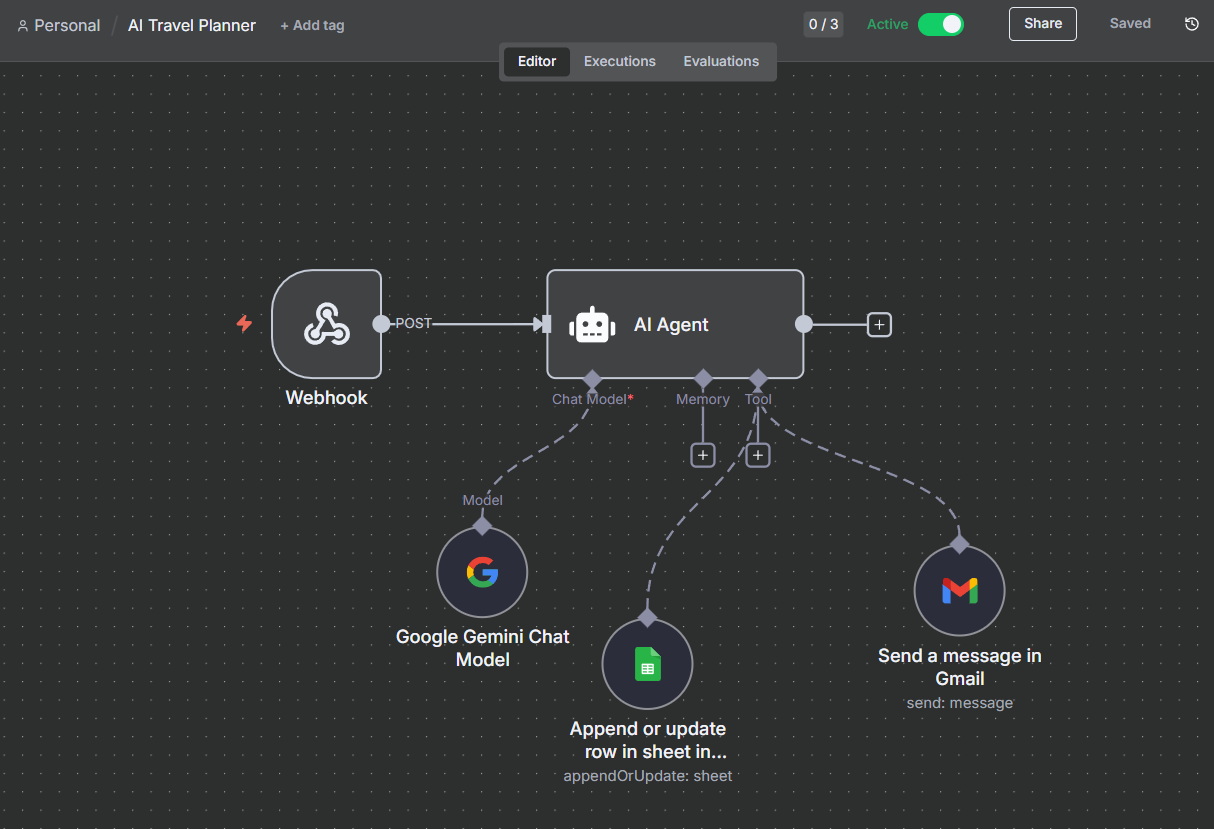 Personal / AI Travel Planner + Add tag 0 / 3 Active Share Saved
Editor Executions Evaluations
POST
AI Agent
Webhook
Chat Model* Memory Tool
Model
Google Gemini Chat
Model
Send a message in
Gmail
send: message
Append or update
row in sheet in...
appendOrUpdate: sheet